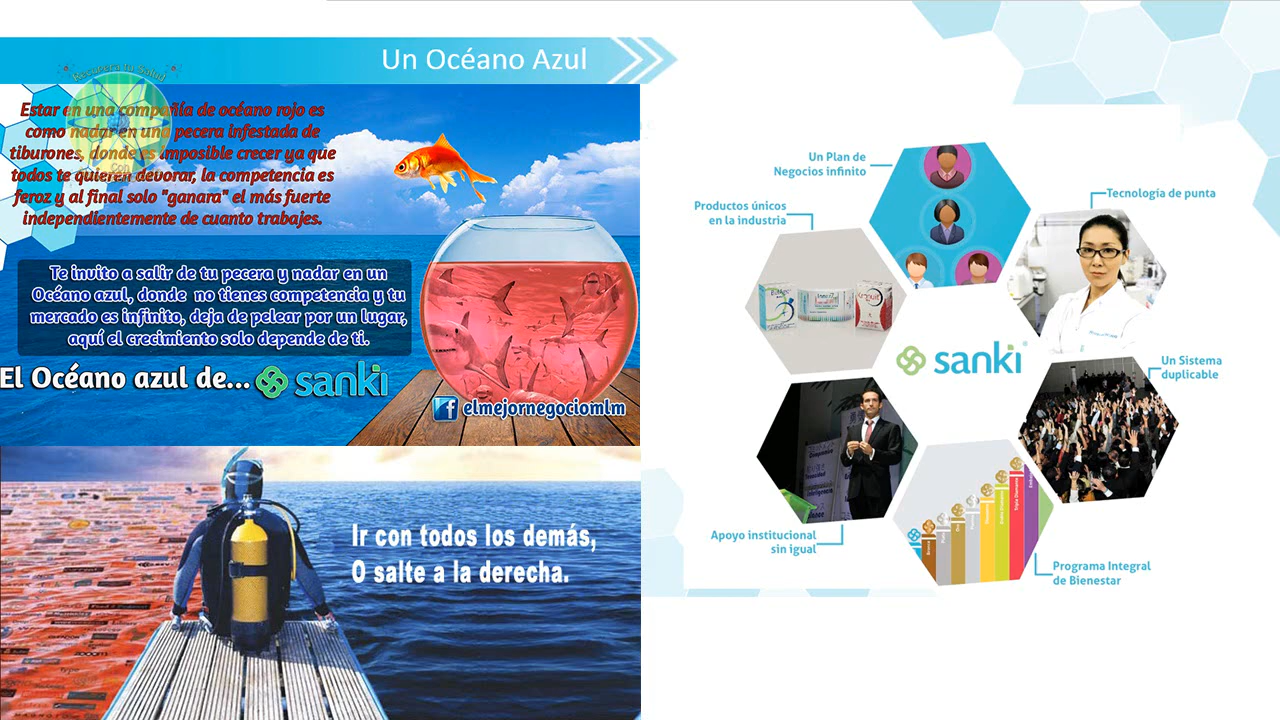 Un Océano Azul
Recupera tu Salud
Estar en una compañía de océano rojo es
como nadar en una pecera infestada de
tiburones, donde es imposible crecer ya que
todos te quieren devorar, la competencia es
feroz y al final solo "ganara" el más fuerte
independientemente de cuanto trabajes.
Te invito a salir de tu pecera y nadar en un
Océano azul, donde no tienes competencia y tu
mercado es infinito, deja de pelear por un lugar,
aquí el crecimiento solo depende de ti.
El Océano azul de... sanki
elmejornegociomlm
Ir con todos los demás,
O salte a la derecha.
Un Plan de
Negocios infinito
Tecnología de punta
Productos únicos
en la industria
sanki
Un Sistema
duplicable
Apoyo institucional
sin igual
Programa Integral
de Bienestar